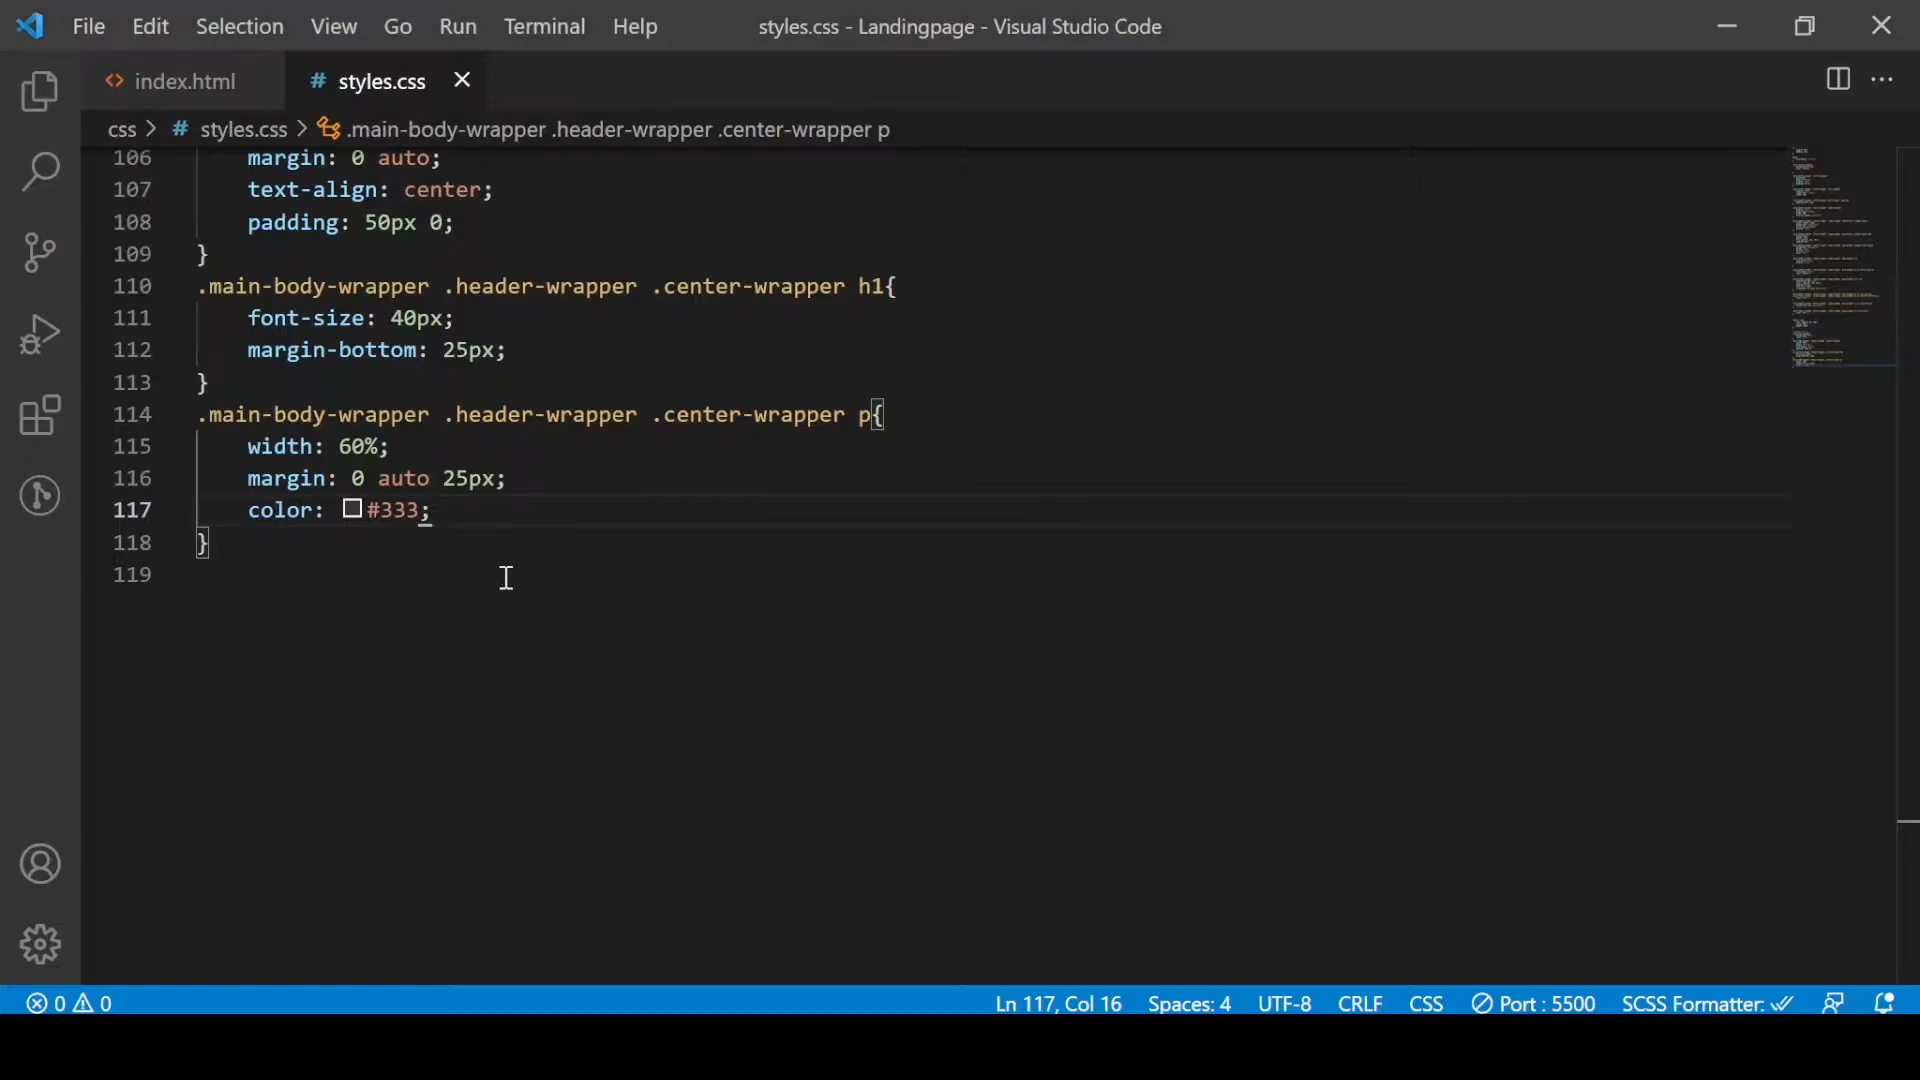 File Edit Selection View Go Run Terminal Help styles.css - Landingpage - Visual Studio Code
index.html # styles.css
css > # styles.css > .main-body-wrapper .header-wrapper .center-wrapper p
106 margin: 0 auto;
107 text-align: center;
108 padding: 50px 0;
109 }
110 .main-body-wrapper .header-wrapper .center-wrapper h1{
111 font-size: 40px;
112 margin-bottom: 25px;
113 }
114 .main-body-wrapper .header-wrapper .center-wrapper p{
115 width: 60%;
116 margin: 0 auto 25px;
117 color: #333;
118 }
119
0 0 Ln 117, Col 16 Spaces: 4 UTF-8 CRLF CSS Port : 5500 SCSS Formatter: